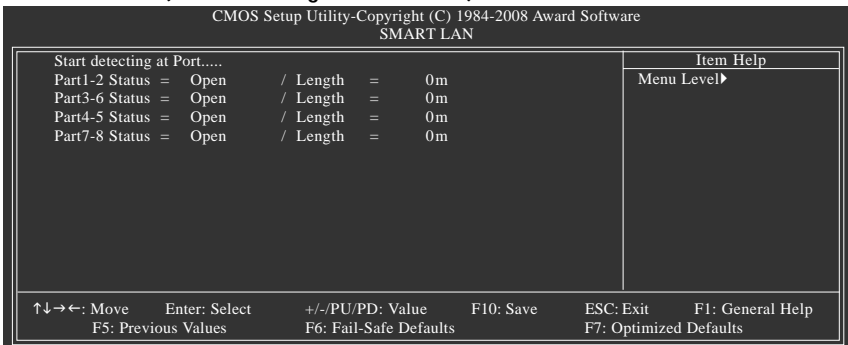 CMOS Setup Utility-Copyright (C) 1984-2008 Award Software
SMART LAN
Start detecting at Port.....
Part1-2 Status = Open / Length = 0m
Part3-6 Status = Open / Length = 0m
Part4-5 Status = Open / Length = 0m
Part7-8 Status = Open / Length = 0m
Item Help
Menu Level▶
↑↓→←: Move Enter: Select +/-/PU/PD: Value F10: Save ESC: Exit F1: General Help
F5: Previous Values F6: Fail-Safe Defaults F7: Optimized Defaults